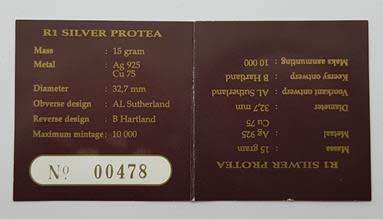 R1 SILVER PROTEA
Mass : 15 gram
Metal : Ag 925
Cu 75
Diameter : 32,7 mm
Obverse design : AL Sutherland
Reverse design : B Hartland
Maximum mintage : 10 000
Nº 00478
R1 SILWER PROTEA
Massa : 15 gram
Metaal : Ag 925
Cu 75
Diameter : 32,7 mm
Voorkant ontwerp : AL Sutherland
Keersy ontwerp : B Hartland
Maks aanmunting : 10 000